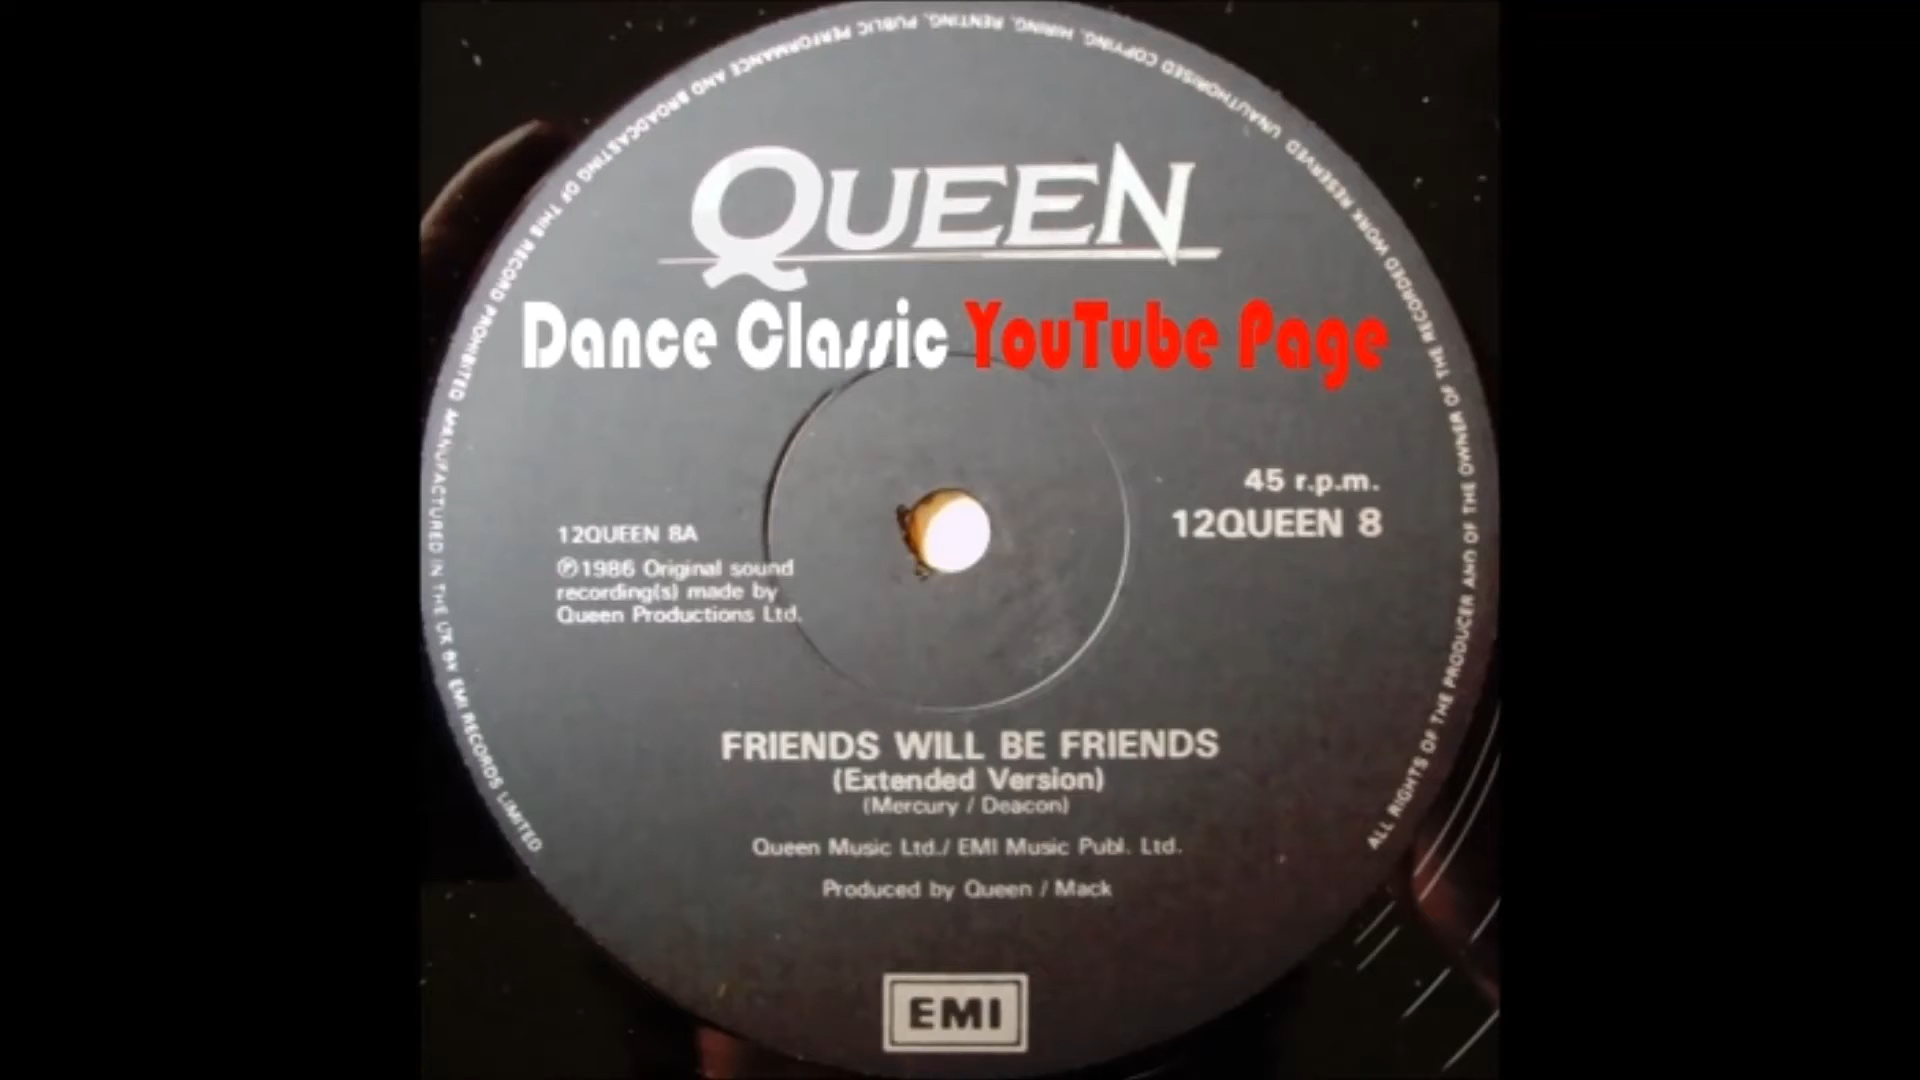 QUEEN
Dance Classic YouTube Page
45 r.p.m.
12QUEEN 8
12QUEEN 8A
℗1986 Original sound
recording(s) made by
Queen Productions Ltd.
FRIENDS WILL BE FRIENDS
(Extended Version)
(Mercury / Deacon)
Queen Music Ltd./ EMI Music Publ. Ltd.
Produced by Queen / Mack
EMI
ALL RIGHTS OF THE PRODUCER AND OF THE OWNER OF THE RECORDED WORK RESERVED UNAUTHORISED COPYING, HIRING, RENTING, PUBLIC PERFORMANCE AND BROADCASTING OF THIS RECORD PROHIBITED MANUFACTURED IN THE UK BY EMI RECORDS LIMITED